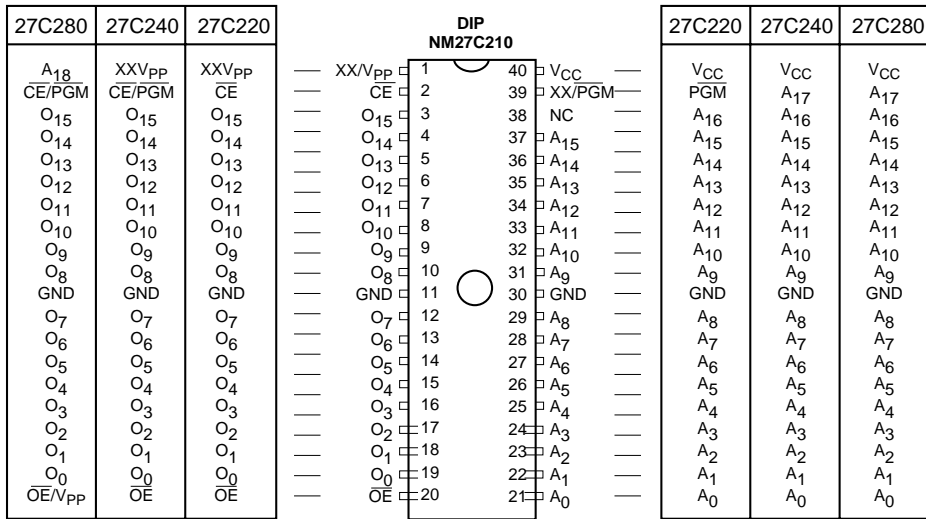 27C280 27C240 27C220 DIP 27C220 27C240 27C280
NM27C210
A18 XXVPP XXVPP XX/VPP 1 40 VCC VCC VCC VCC
CE/PGM CE/PGM CE CE 2 39 XX/PGM PGM A17 A17
O15 O15 O15 O15 3 38 NC A16 A16 A16
O14 O14 O14 O14 4 37 A15 A15 A15 A15
O13 O13 O13 O13 5 36 A14 A14 A14 A14
O12 O12 O12 O12 6 35 A13 A13 A13 A13
O11 O11 O11 O11 7 34 A12 A12 A12 A12
O10 O10 O10 O10 8 33 A11 A11 A11 A11
O9 O9 O9 O9 9 32 A10 A10 A10 A10
O8 O8 O8 O8 10 31 A9 A9 A9 A9
GND GND GND GND 11 30 GND GND GND GND
O7 O7 O7 O7 12 29 A8 A8 A8 A8
O6 O6 O6 O6 13 28 A7 A7 A7 A7
O5 O5 O5 O5 14 27 A6 A6 A6 A6
O4 O4 O4 O4 15 26 A5 A5 A5 A5
O3 O3 O3 O3 16 25 A4 A4 A4 A4
O2 O2 O2 O2 17 24 A3 A3 A3 A3
O1 O1 O1 O1 18 23 A2 A2 A2 A2
O0 O0 O0 O0 19 22 A1 A1 A1 A1
OE/VPP OE OE OE 20 21 A0 A0 A0 A0